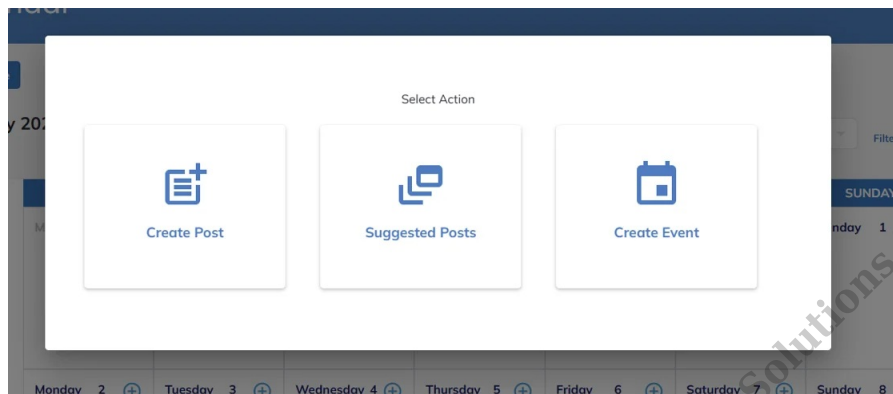 Select Action
Create Post
Suggested Posts
Create Event
SUNDAY
1
Monday 2
Tuesday 3
Wednesday 4
Thursday 5
Friday 6
Saturday 7
Sunday 8
Solutions